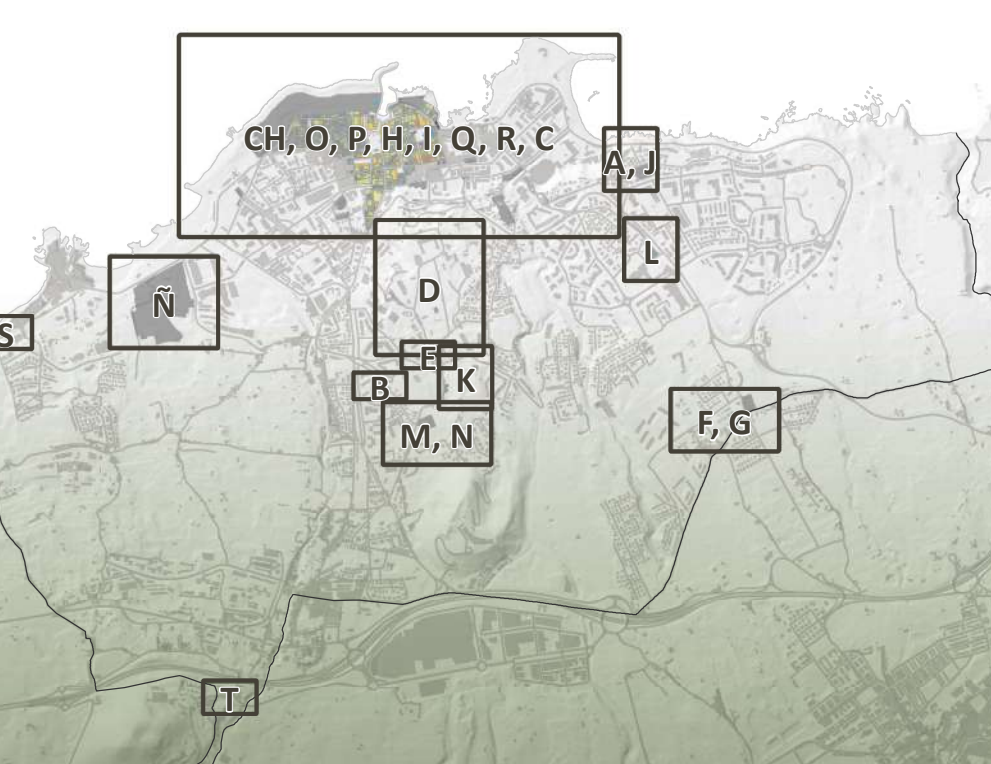 CH, O, P, H, I, Q, R, C
A, J
L
D
Ñ
S
E
K
B
F, G
M, N
T